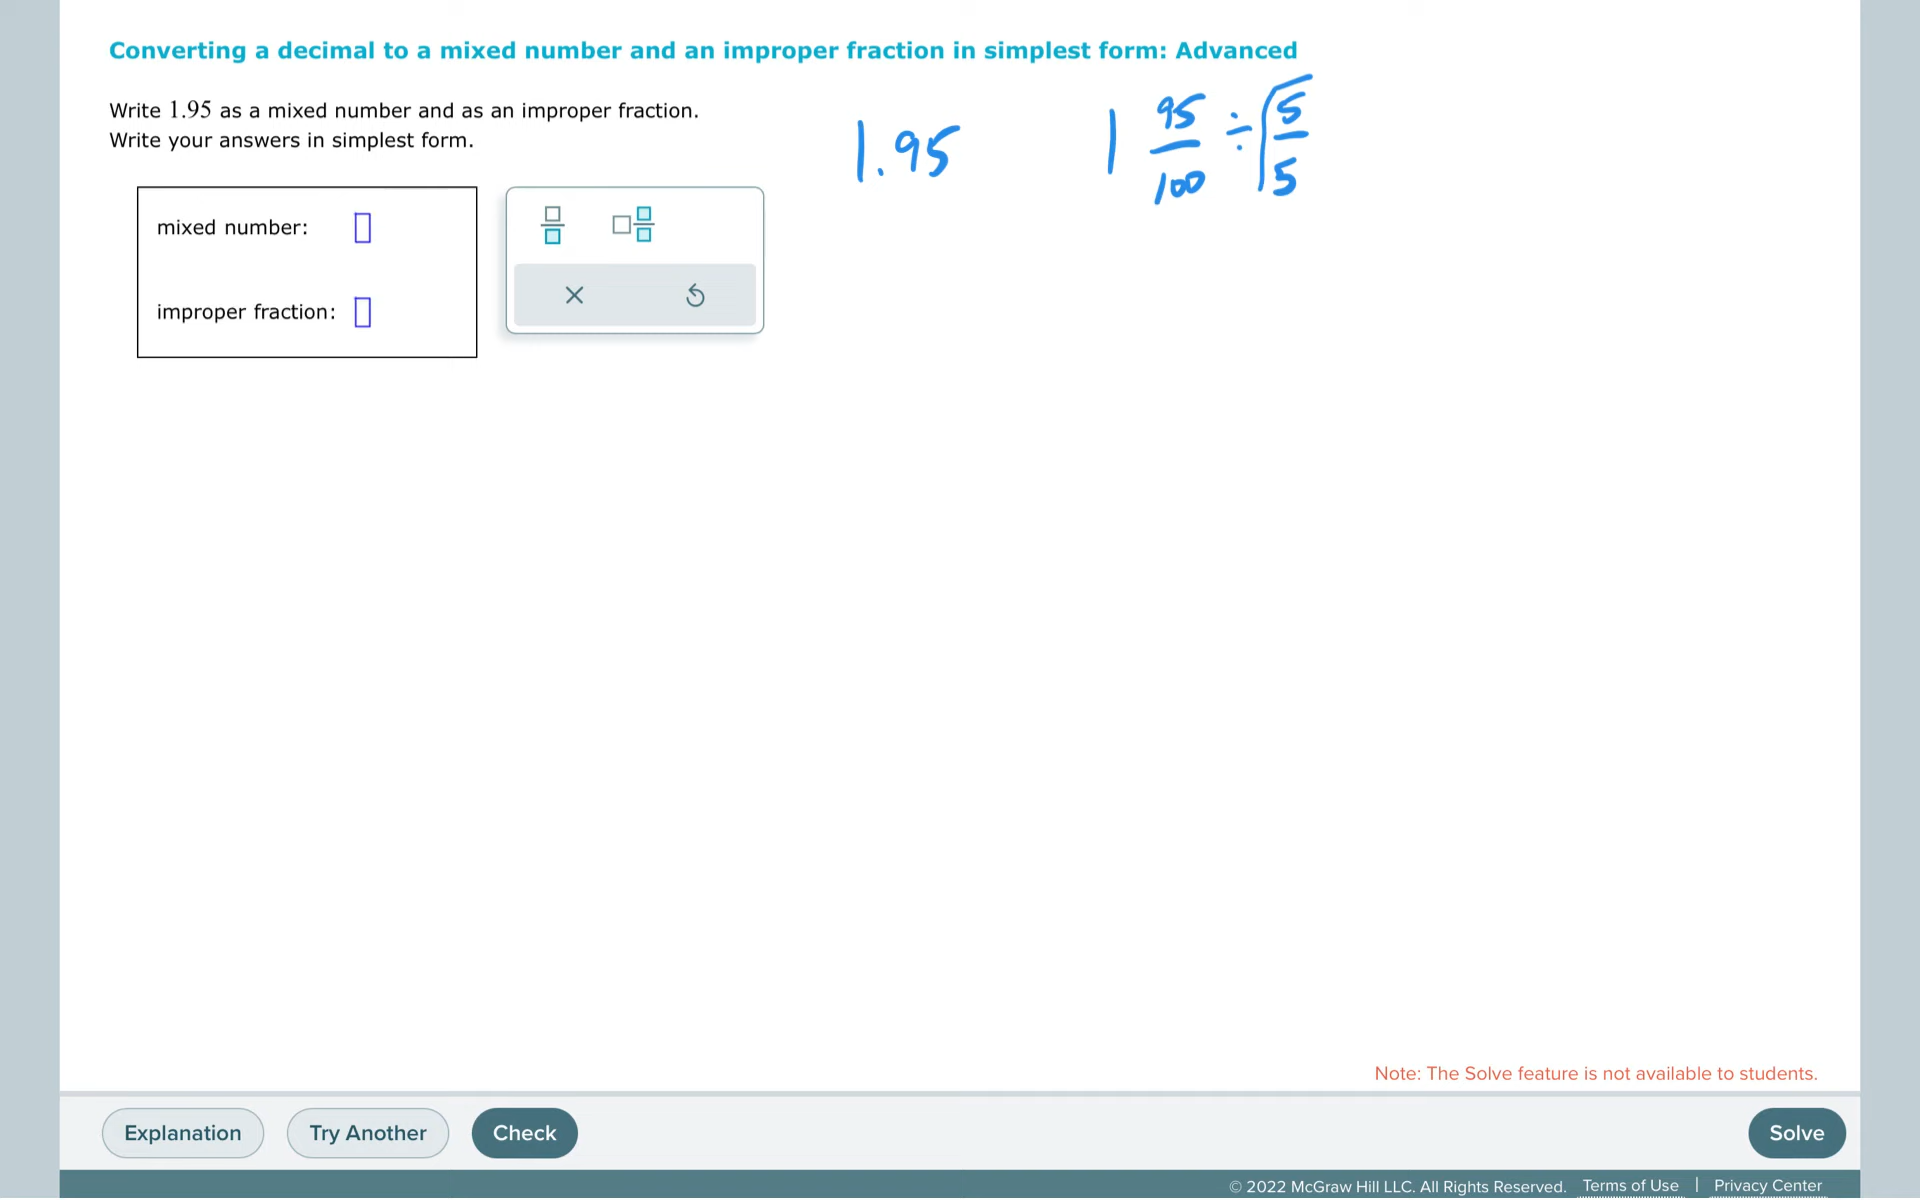 Converting a decimal to a mixed number and an improper fraction in simplest form: Advanced
Write 1.95 as a mixed number and as an improper fraction.
Write your answers in simplest form.
1.95
1 95/100 ÷ 5/5
mixed number:
improper fraction:
Note: The Solve feature is not available to students.
Explanation Try Another Check Solve
© 2022 McGraw Hill LLC. All Rights Reserved. Terms of Use | Privacy Center